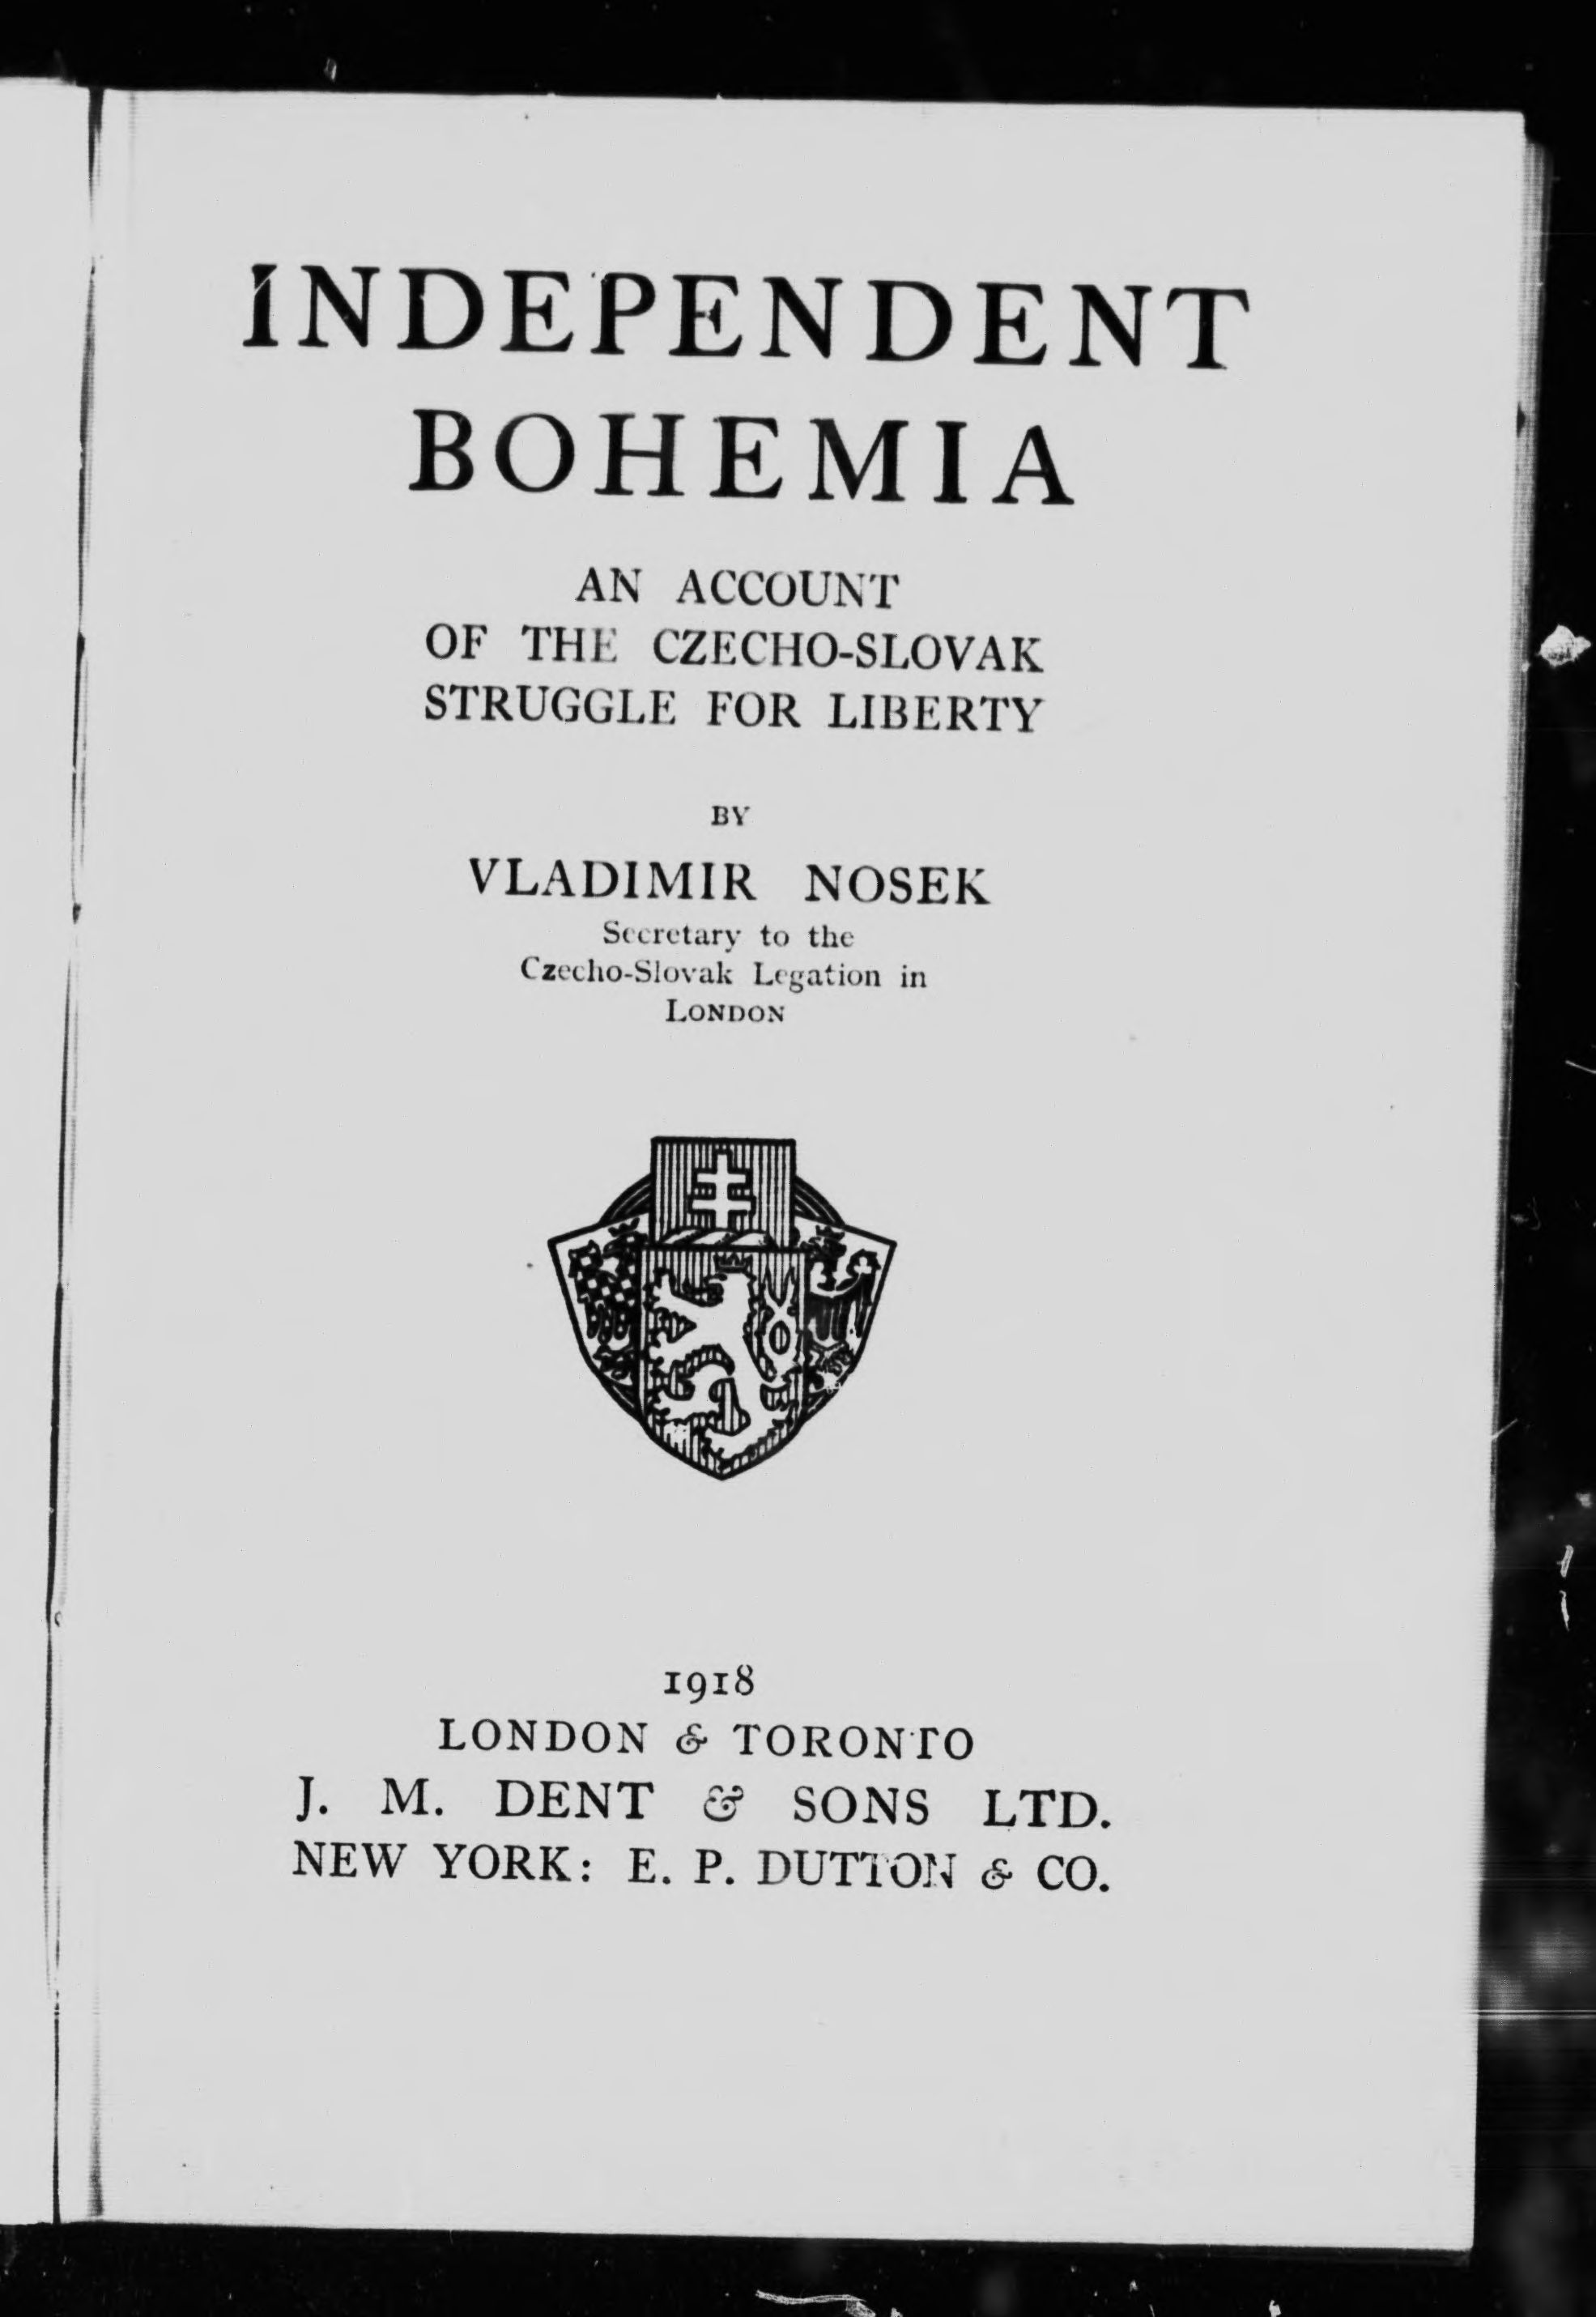 INDEPENDENT
BOHEMIA
AN ACCOUNT
OF THE CZECHO-SLOVAK
STRUGGLE FOR LIBERTY
BY
VLADIMIR NOSEK
Secretary to the
Czecho-Slovak Legation in
LONDON
1918
LONDON & TORONTO
J. M. DENT & SONS LTD.
NEW YORK: E. P. DUTTON & CO.